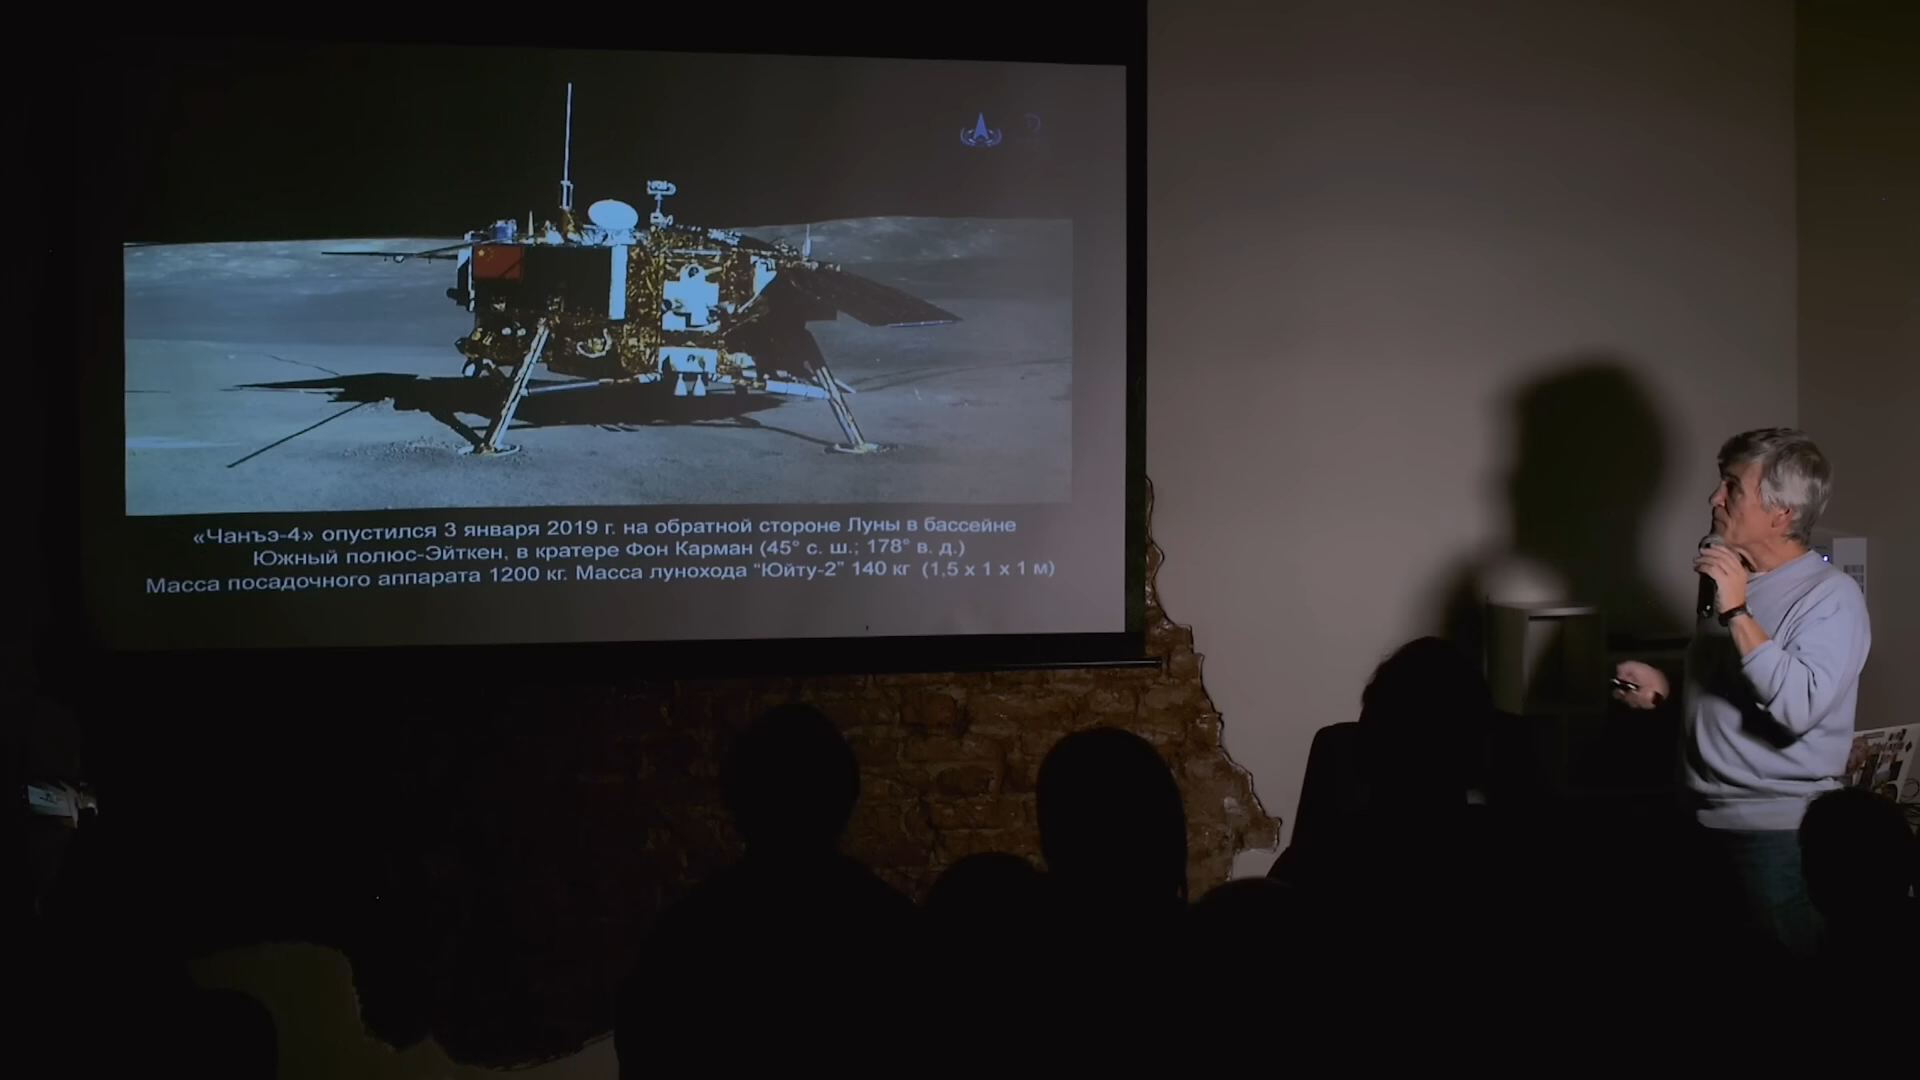 «Чанъэ-4» опустился 3 января 2019 г. на обратной стороне Луны в бассейне
Южный полюс-Эйткен, в кратере Фон Карман (45° с. ш.; 178° в. д.)
Масса посадочного аппарата 1200 кг. Масса лунохода "Юйту-2" 140 кг (1,5 x 1 x 1 м)